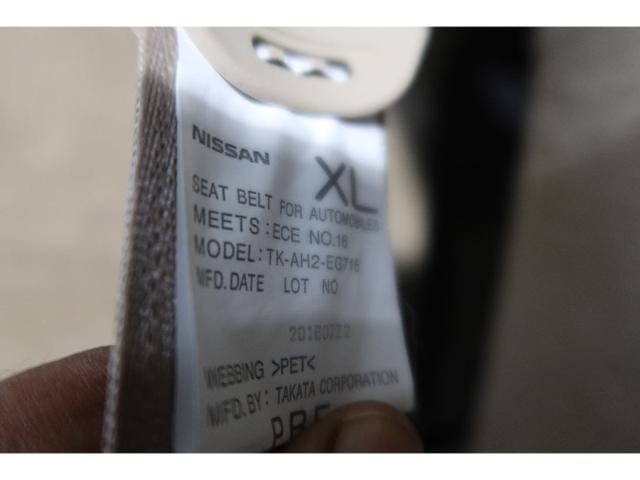 NISSAN
XL
SEAT BELT FOR AUTOMOBILES
MEETS : ECE NO.16
MODEL: TK-AH2-EG716
MFD.DATE LOT NO
WEBBING >PET<
MFD. BY: TAKATA CORPORATION